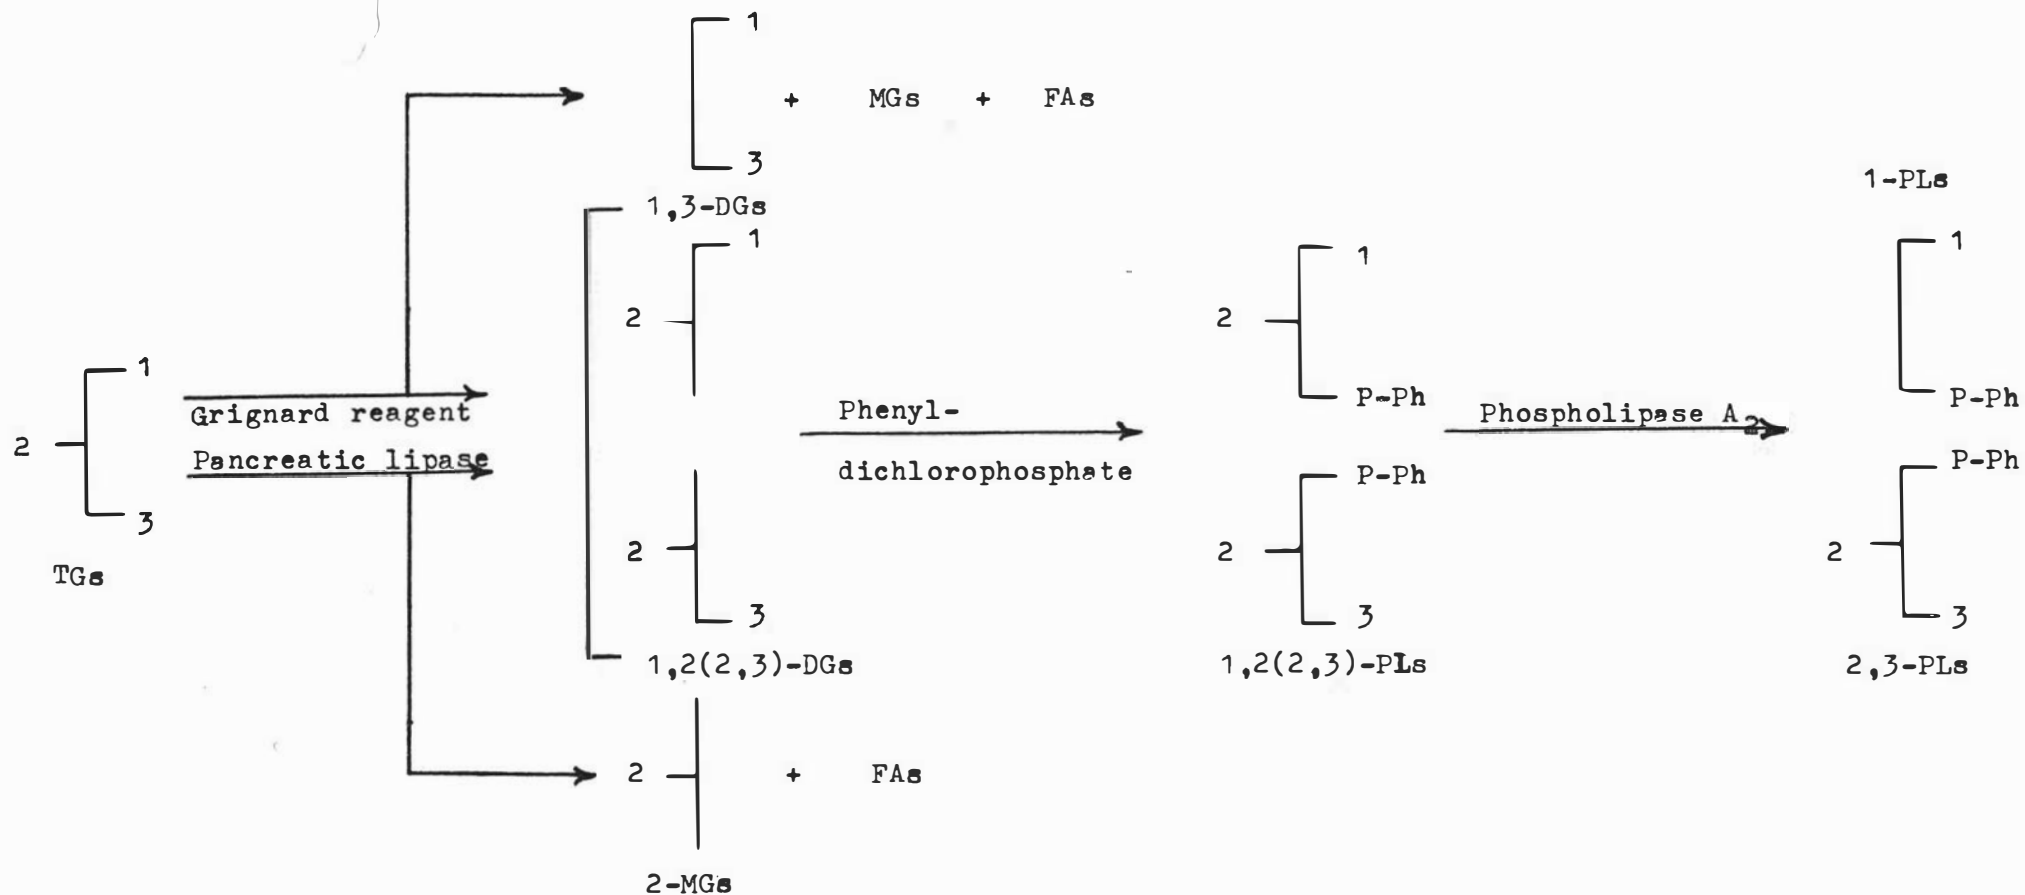 1
+ MGs + FAs
3
1,3-DGs
1
2
1
2
3
TGs
Grignard reagent
Pancreatic lipase
2
3
1,2(2,3)-DGs
2 + FAs
2-MGs
Phenyl-
dichlorophosphate
1
2
P-Ph
P-Ph
2
3
1,2(2,3)-PLs
Phospholipase A2
1-PLs
1
P-Ph
P-Ph
2
3
2,3-PLs